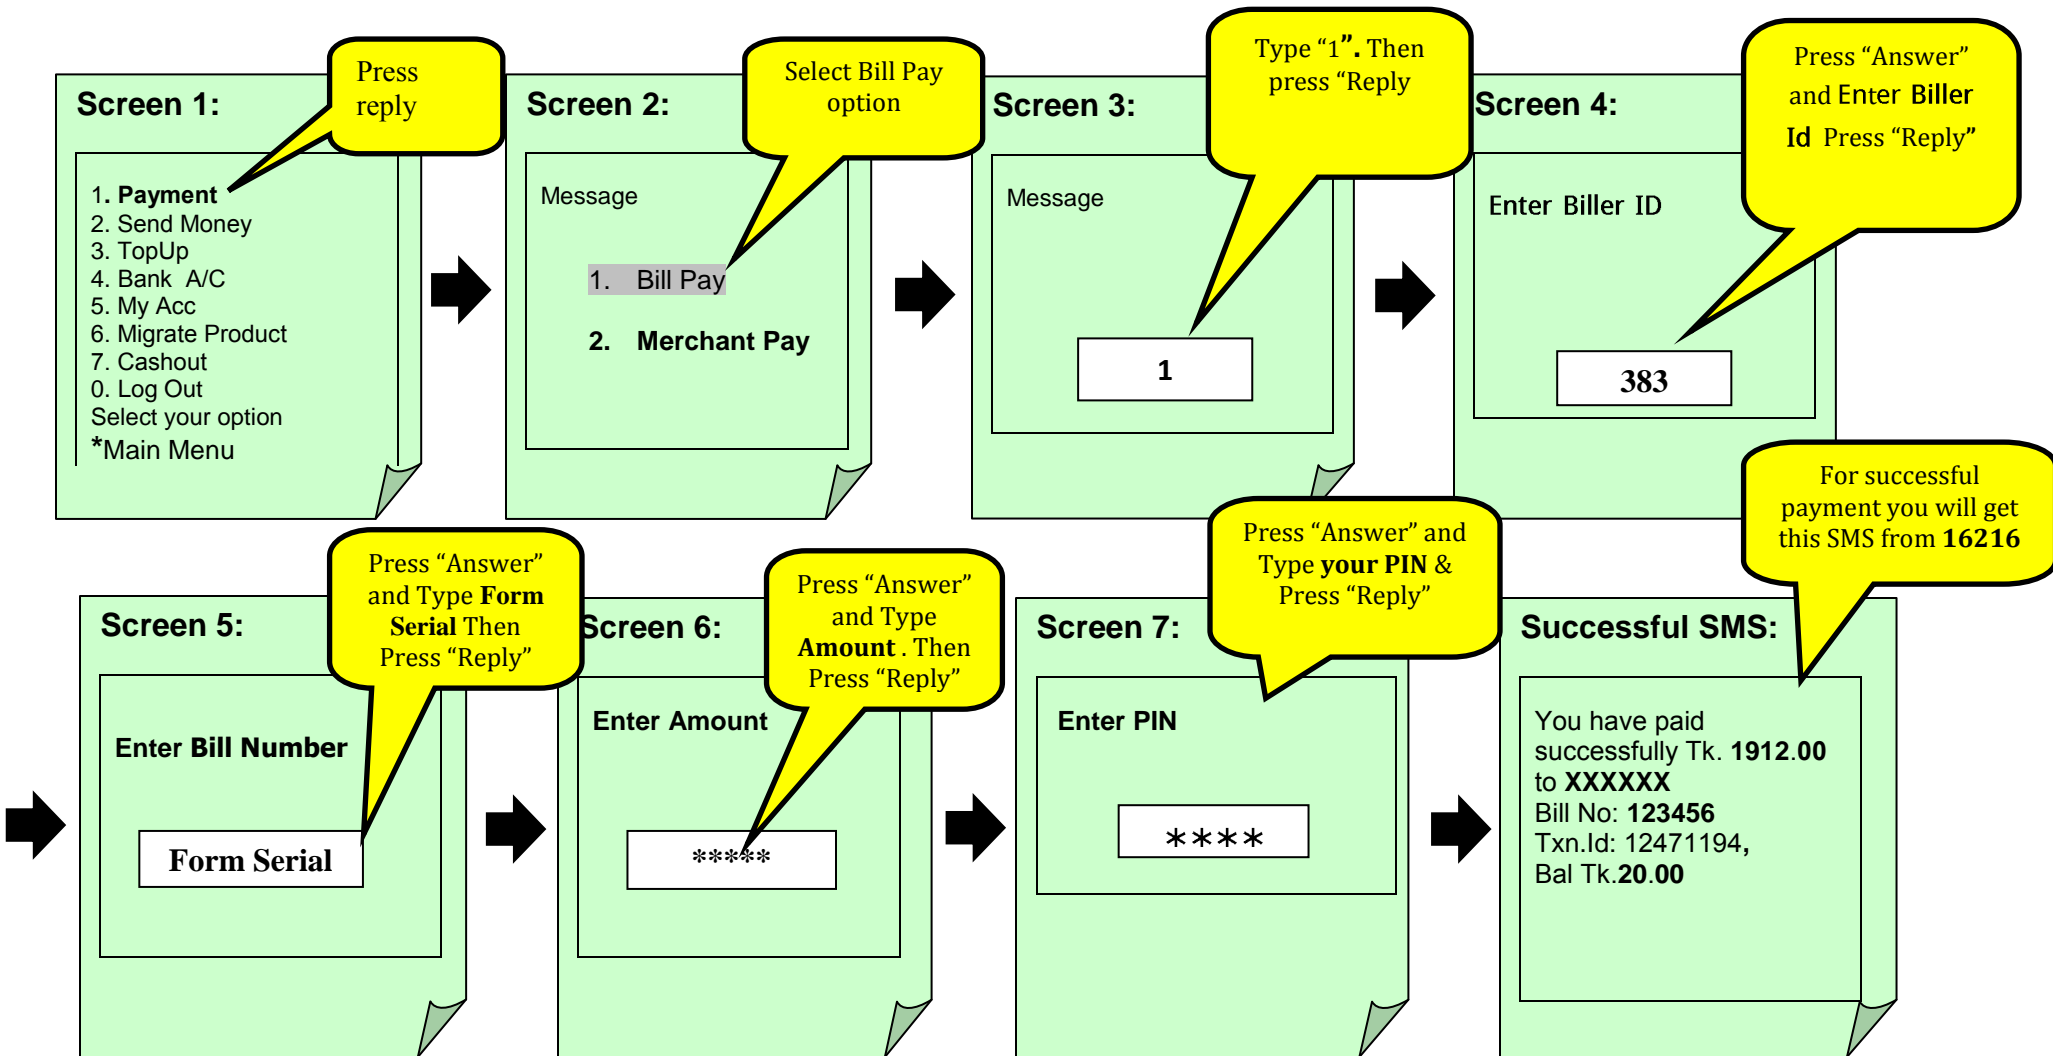 Press
reply
Screen 1:
1. Payment
2. Send Money
3. TopUp
4. Bank A/C
5. My Acc
6. Migrate Product
7. Cashout
0. Log Out
Select your option
*Main Menu
Select Bill Pay
option
Screen 2:
Message
1. Bill Pay
2. Merchant Pay
Type “1”. Then
press “Reply
Screen 3:
Message
1
Press “Answer”
and Enter Biller
Id Press “Reply”
Screen 4:
Enter Biller ID
383
Press “Answer”
and Type Form
Serial Then
Press “Reply”
Screen 5:
Enter Bill Number
Form Serial
Press “Answer”
and Type
Amount . Then
Press “Reply”
Screen 6:
Enter Amount
*****
Press “Answer” and
Type your PIN &
Press “Reply”
Screen 7:
Enter PIN
****
For successful
payment you will get
this SMS from 16216
Successful SMS:
You have paid
successfully Tk. 1912.00
to XXXXXX
Bill No: 123456
Txn.Id: 12471194,
Bal Tk.20.00